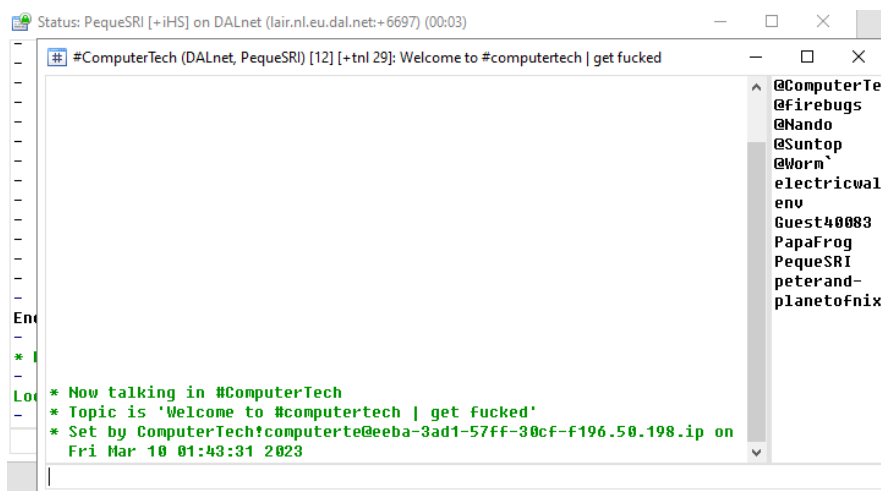 Status: PequeSRI [+iHS] on DALnet (lair.nl.eu.dal.net:+6697) (00:03)
#ComputerTech (DALnet, PequeSRI) [12] [+tnl 29]: Welcome to #computertech | get fucked
@ComputerTe
@firebugs
@Nando
@Suntop
@Worm`
electricwal
env
Guest40083
PapaFrog
PequeSRI
peterand-
planetofnix
* Now talking in #ComputerTech
* Topic is 'Welcome to #computertech | get fucked'
* Set by ComputerTech!computerte@eeba-3ad1-57ff-30cf-f196.50.198.ip on
Fri Mar 10 01:43:31 2023